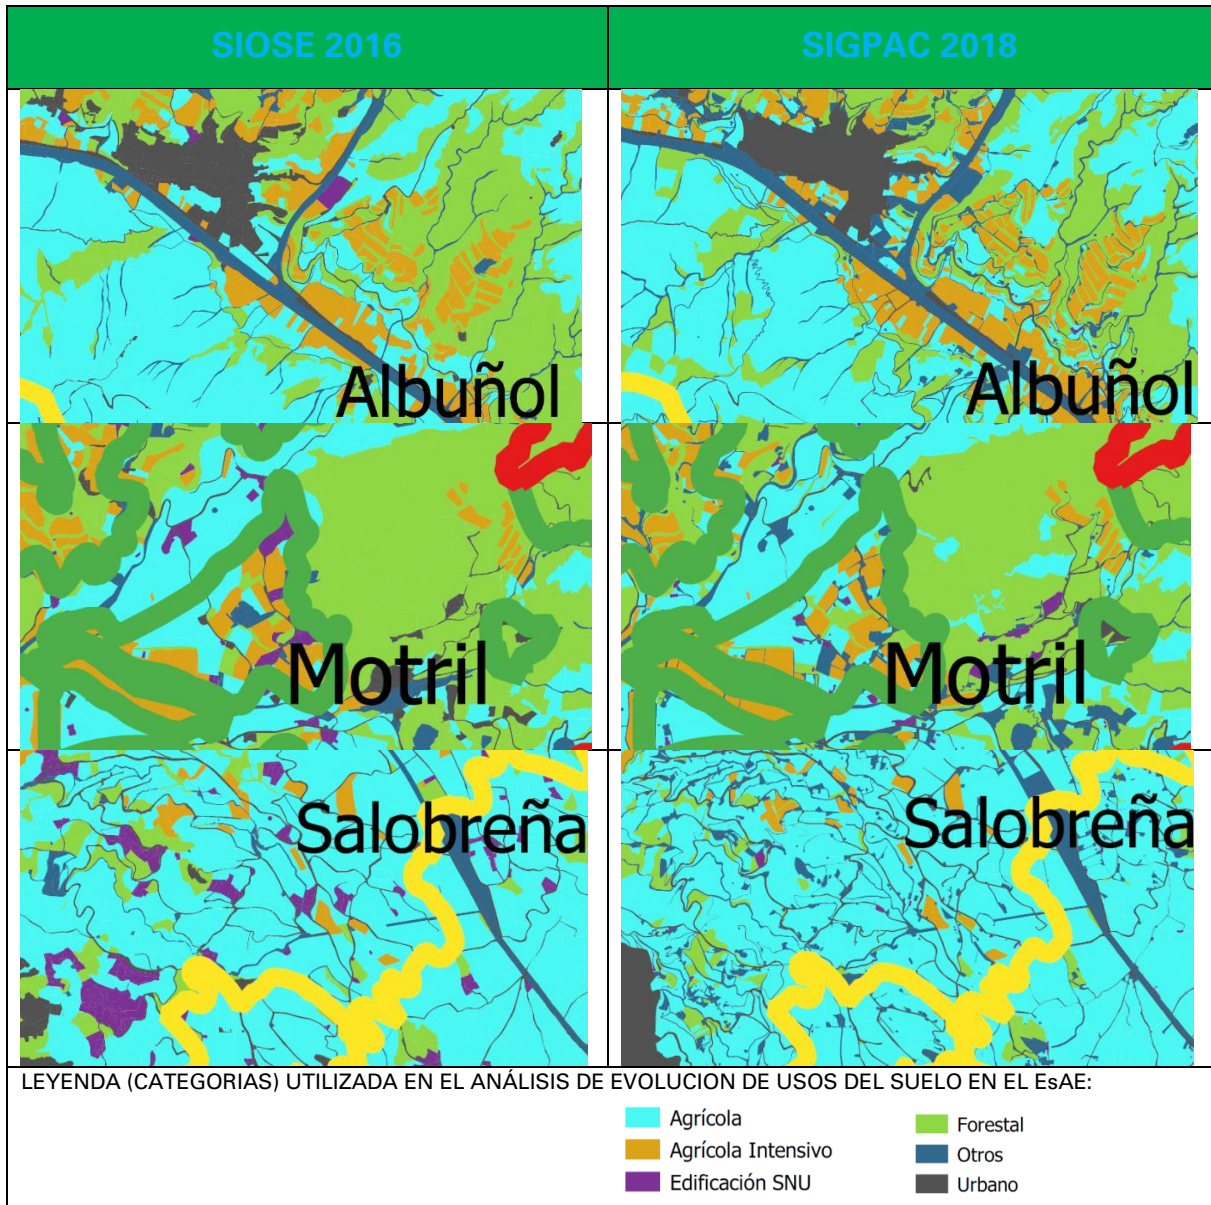 SIOSE 2016
SIGPAC 2018
Albuñol
Albuñol
Motril
Motril
Salobreña
Salobreña
LEYENDA (CATEGORIAS) UTILIZADA EN EL ANÁLISIS DE EVOLUCION DE USOS DEL SUELO EN EL EsAE:
Agrícola
Agrícola Intensivo
Edificación SNU
Forestal
Otros
Urbano